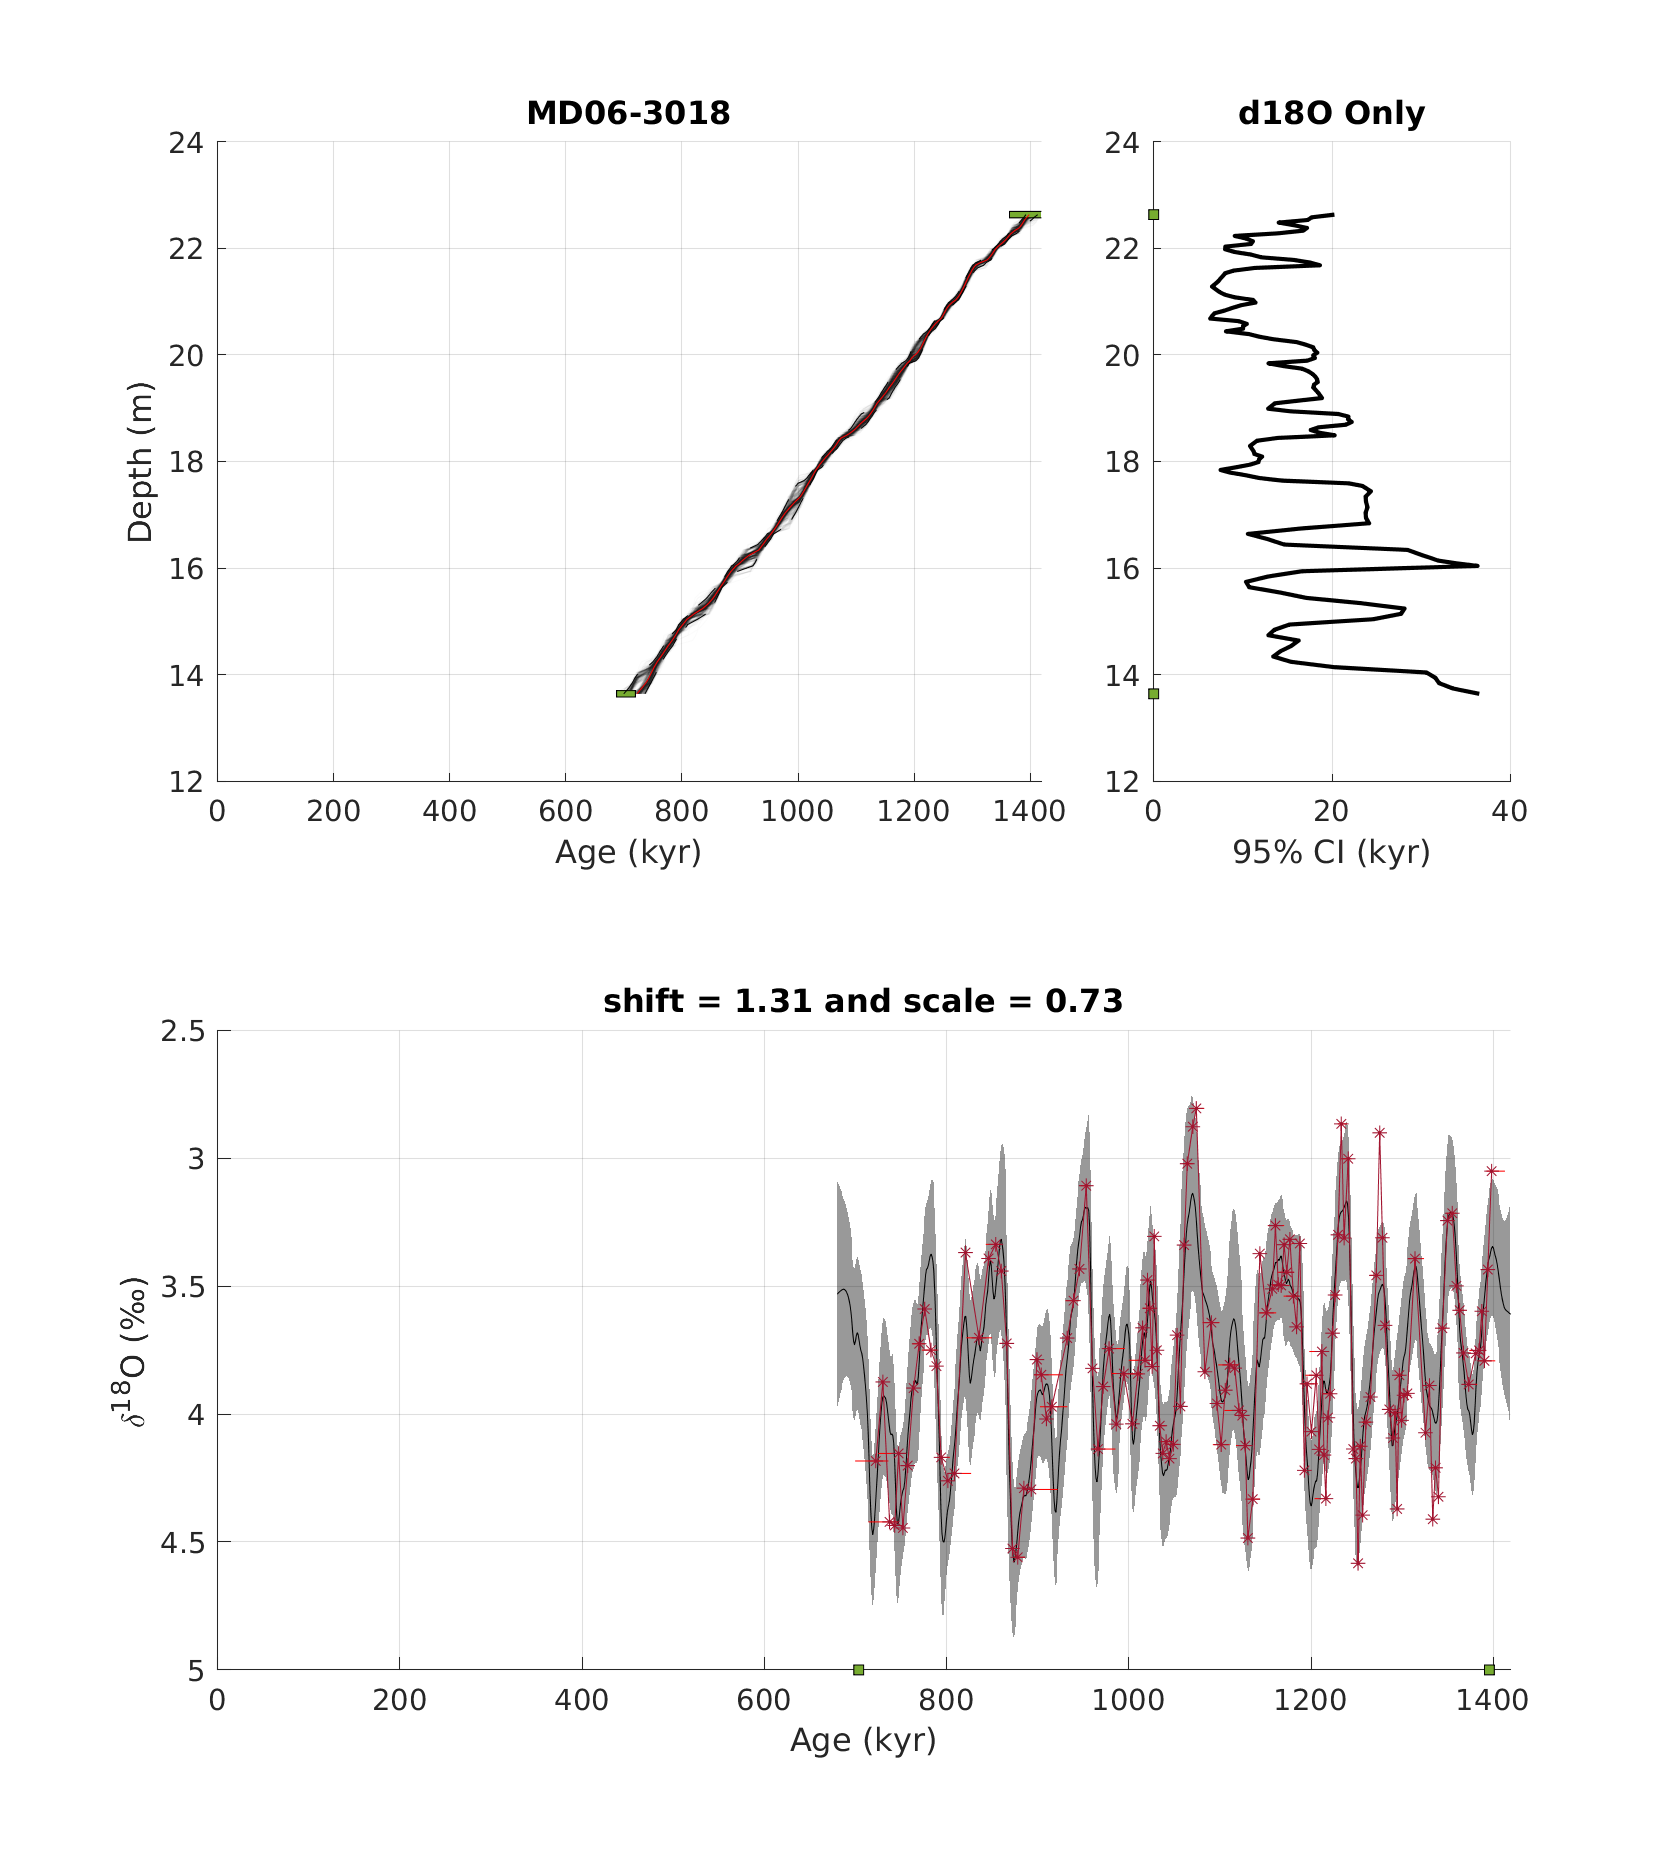 MD06-3018
d18O Only
24
22
20
18
16
14
12
Depth (m)
0 200 400 600 800 1000 1200 1400
Age (kyr)
24
22
20
18
16
14
12
0 20 40
95% CI (kyr)
shift = 1.31 and scale = 0.73
2.5
3
3.5
4
4.5
5
δ18O (‰)
0 200 400 600 800 1000 1200 1400
Age (kyr)